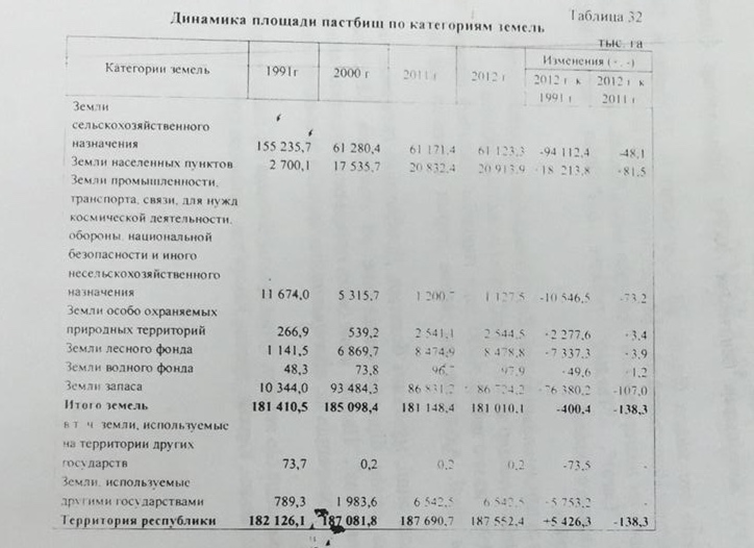 Таблица 32
Динамика площади пастбищ по категориям земель
тыс. га
Категории земель 1991г 2000 г 2011 г 2012 г Изменения (+, -)
2012 г к 1991 г 2012 г к 2011 г
Земли
сельскохозяйственного
назначения 155 235,7 61 280,4 61 171,4 61 123,3 -94 112,4 -48,1
Земли населенных пунктов 2 700,1 17 535,7 20 832,4 20 913,9 18 213,8 81,5
Земли промышленности,
транспорта, связи, для нужд
космической деятельности,
обороны, национальной
безопасности и иного
несельскохозяйственного
назначения 11 674,0 5 315,7 1 200,7 1 127,5 -10 546,5 -73,2
Земли особо охраняемых
природных территорий 266,9 539,2 2 541,1 2 544,5 2 277,6 3,4
Земли лесного фонда 1 141,5 6 869,7 8 474,9 8 478,8 7 337,3 3,9
Земли водного фонда 48,3 73,8 96,7 97,9 49,6 1,2
Земли запаса 10 344,0 93 484,3 86 831,2 86 724,2 76 380,2 -107,0
Итого земель 181 410,5 185 098,4 181 148,4 181 010,1 -400,4 -138,3
в т. ч. земли, используемые
на территории других
государств 73,7 0,2 0,2 0,2 -73,5 -
Земли, используемые
другими государствами 789,3 1 983,6 6 542,5 6 542,5 5 753,2 -
Территория республики 182 126,1 187 081,8 187 690,7 187 552,4 +5 426,3 -138,3